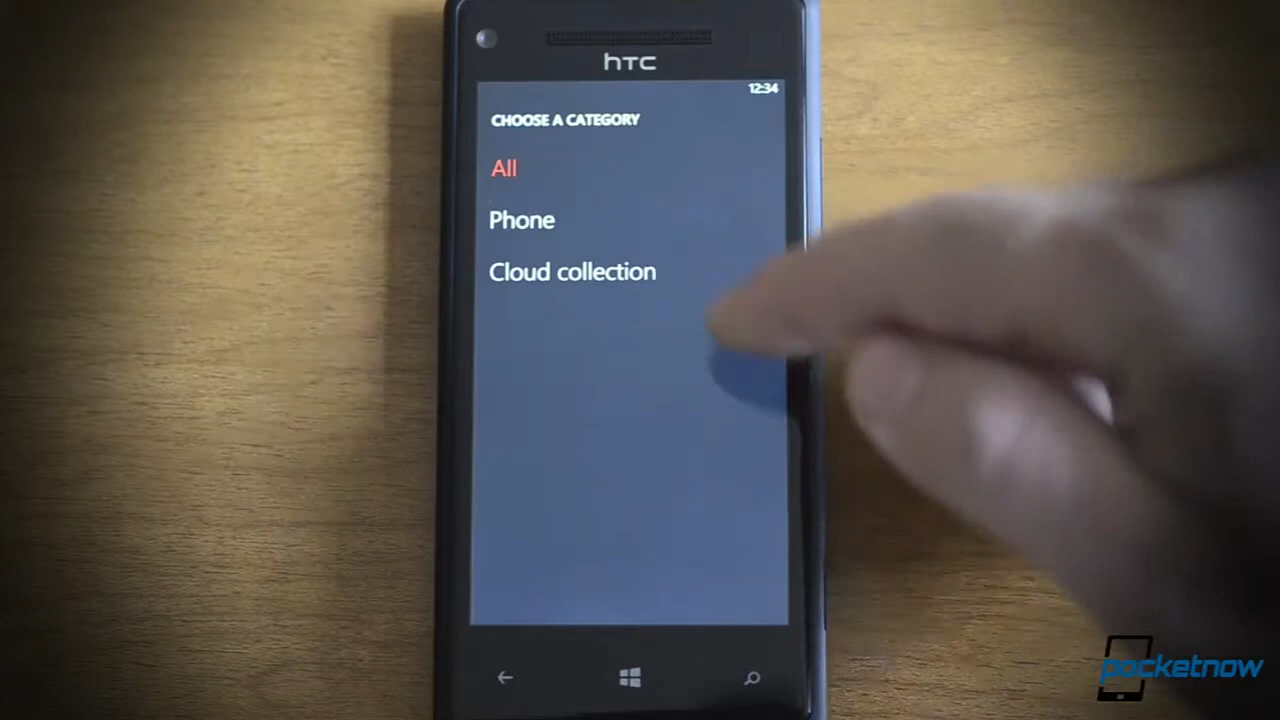 hTC
12:34
CHOOSE A CATEGORY
All
Phone
Cloud collection
pocketnow